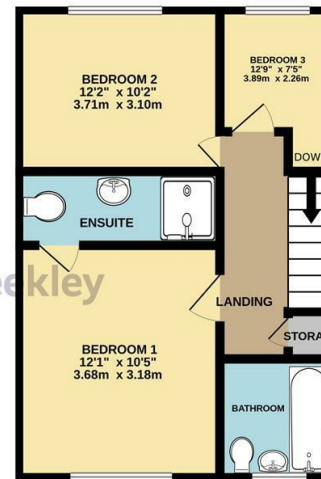 BEDROOM 2
12'2" x 10'2"
3.71m x 3.10m
BEDROOM 3
12'9" x 7'5"
3.89m x 2.26m
DOW
ENSUITE
eekley
LANDING
STORA
BEDROOM 1
12'1" x 10'5"
3.68m x 3.18m
BATHROOM